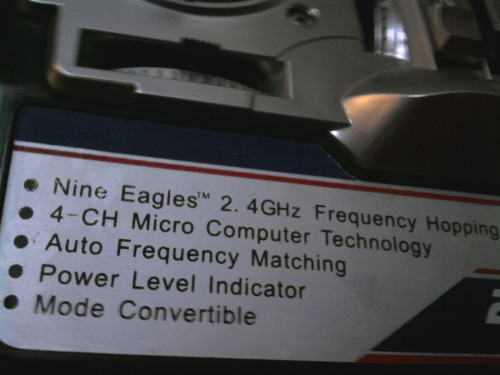 Nine Eagles™ 2.4GHz Frequency Hopping
4-CH Micro Computer Technology
Auto Frequency Matching
Power Level Indicator
Mode Convertible